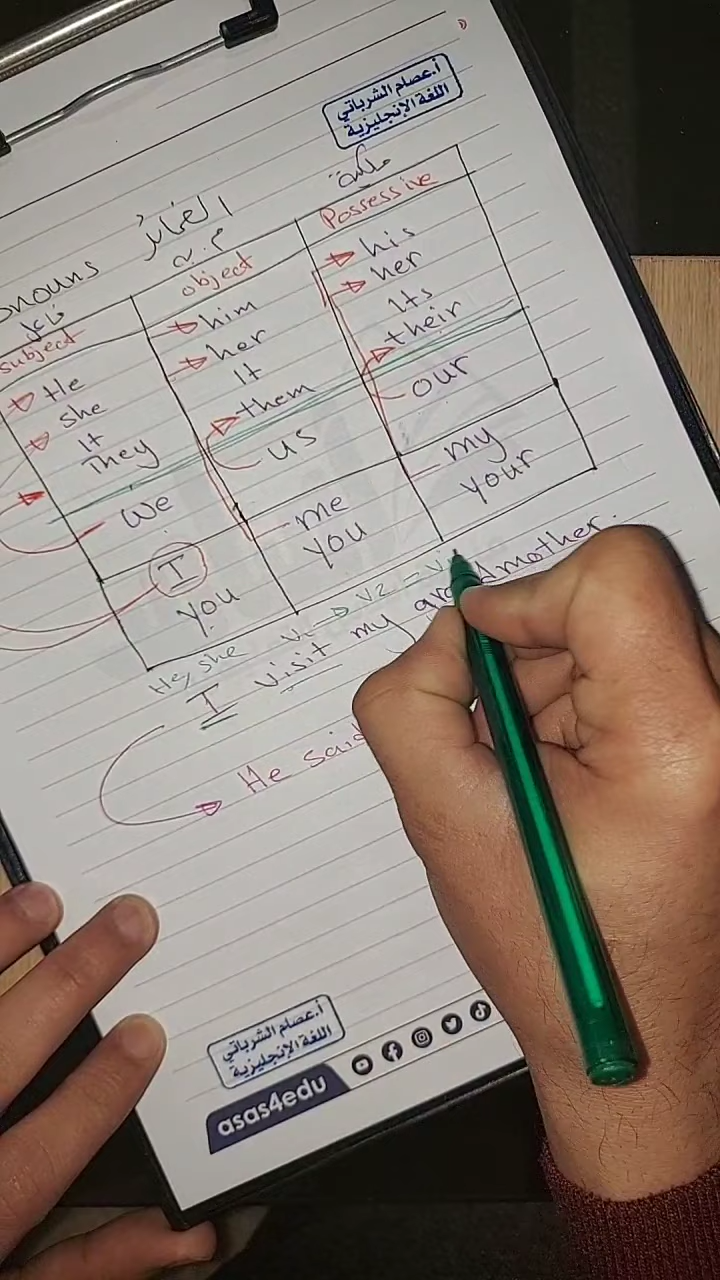 أ.عصام الشرباتي
اللغة الإنجليزية
onouns الضمائر
فاعل م.به ملكية
subject object Possessive
He him his
she her her
It It Its
They them their
We us our
I me my
you you your
He/she V1 → V2 =
I visit my grandmother.
He said
أ.عصام الشرباتي
اللغة الإنجليزية
asas4edu